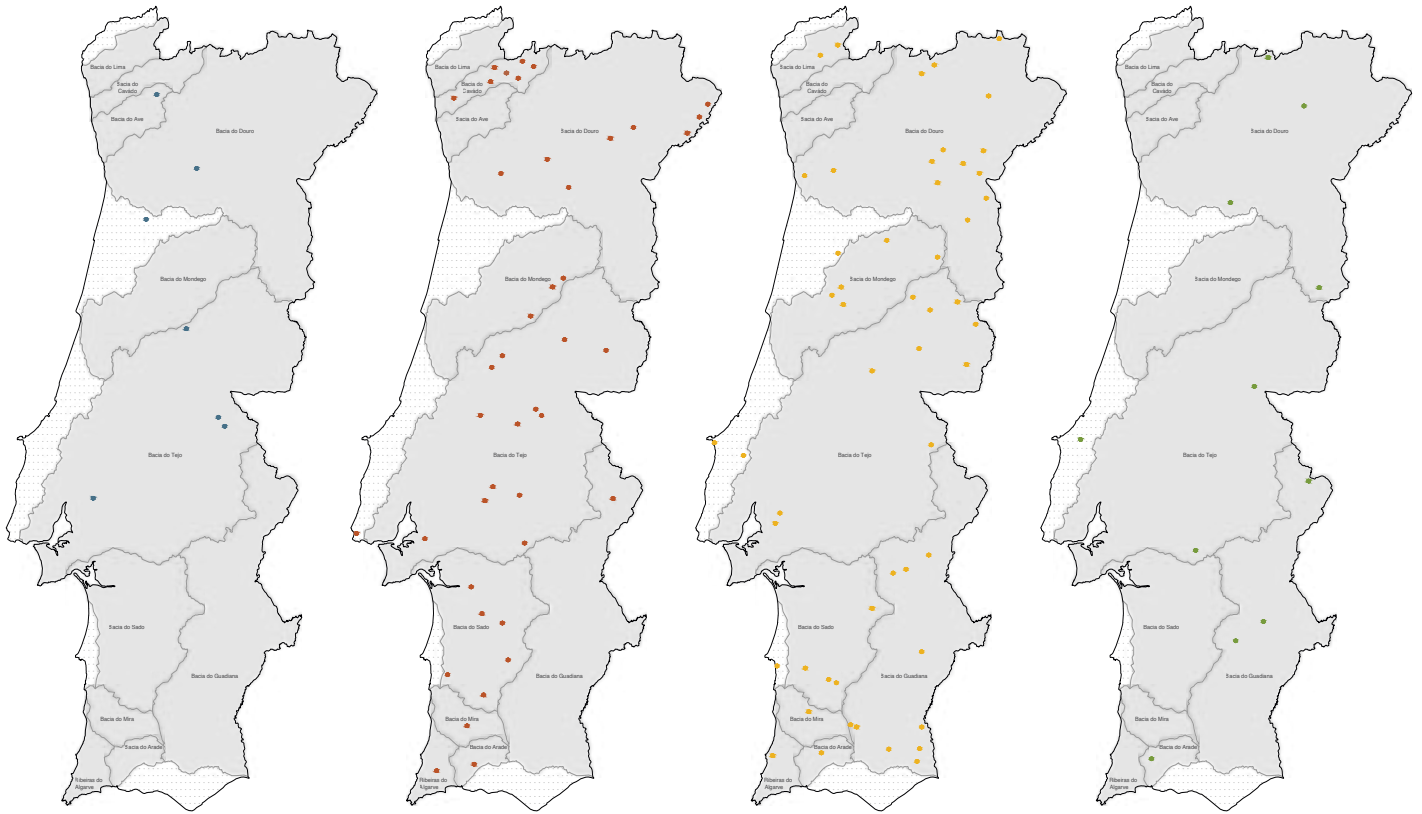 Bacia do Lima
Bacia do
Cavado
Bacia do Ave
Bacia do Douro
Bacia do Mondego
Bacia do Tejo
Bacia do Sado
Bacia do Guadiana
Bacia do Mira
Bacia do Arade
Ribeiras do
Algarve
Bacia do Lima
Bacia do
Cavado
Bacia do Ave
Bacia do Douro
Bacia do Mondego
Bacia do Tejo
Bacia do Sado
Bacia do Guadiana
Bacia do Mira
Bacia do Arade
Ribeiras do
Algarve
Bacia do Lima
Bacia do
Cavado
Bacia do Ave
Bacia do Douro
Bacia do Mondego
Bacia do Tejo
Bacia do Sado
Bacia do Guadiana
Bacia do Mira
Bacia do Arade
Ribeiras do
Algarve
Bacia do Lima
Bacia do
Cavado
Bacia do Ave
Bacia do Douro
Bacia do Mondego
Bacia do Tejo
Bacia do Sado
Bacia do Guadiana
Bacia do Mira
Bacia do Arade
Ribeiras do
Algarve